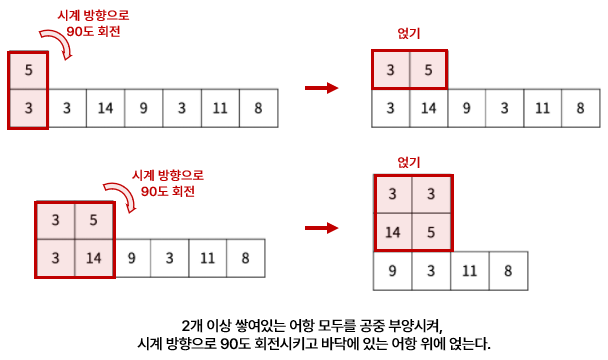 시계 방향으로
90도 회전
5
3 3 14 9 3 11 8
얹기
3 5
3 14 9 3 11 8
시계 방향으로
90도 회전
3 5
3 14 9 3 11 8
얹기
3 3
14 5
9 3 11 8
2개 이상 쌓여있는 어항 모두를 공중 부양시켜,
시계 방향으로 90도 회전시키고 바닥에 있는 어항 위에 얹는다.